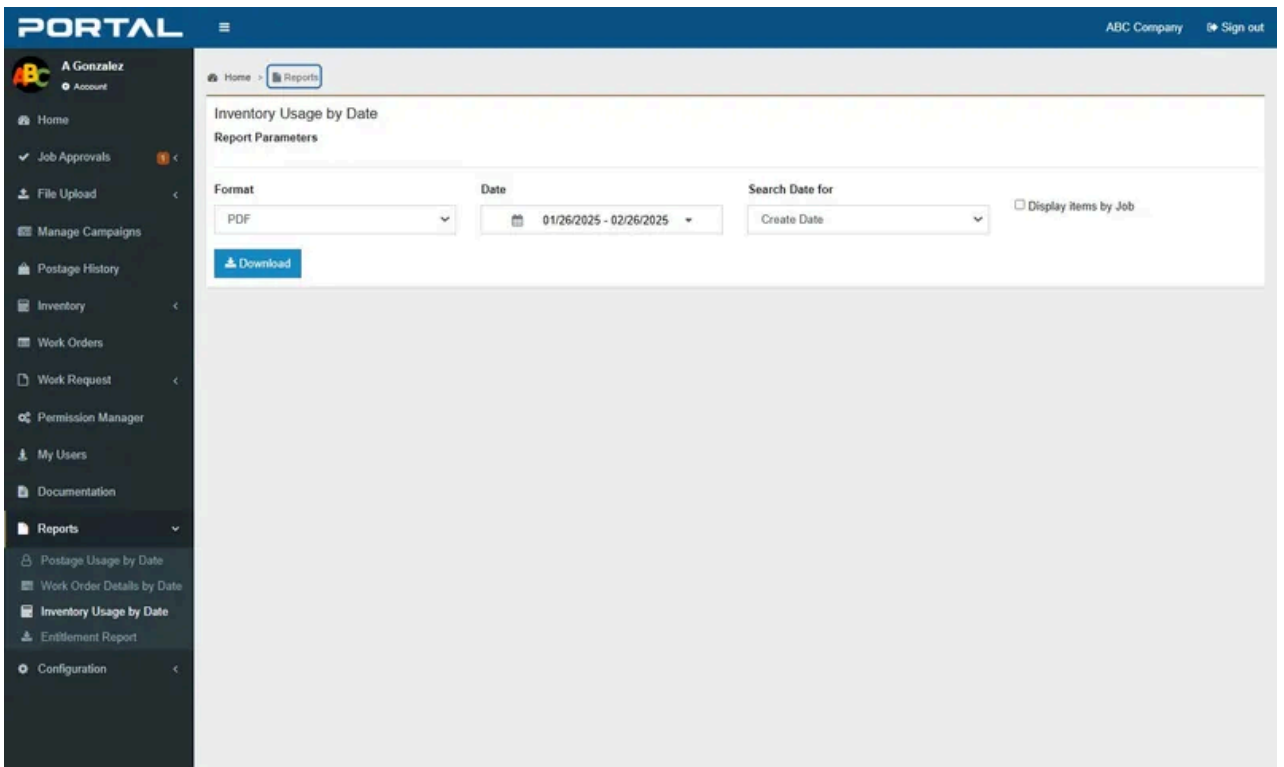 PORTAL
ABC Company Sign out
ABC
A Gonzalez
Account
Home > Reports
Home
Job Approvals 1
File Upload
Manage Campaigns
Postage History
Inventory
Work Orders
Work Request
Permission Manager
My Users
Documentation
Reports
Postage Usage by Date
Work Order Details by Date
Inventory Usage by Date
Entitlement Report
Configuration
Inventory Usage by Date
Report Parameters
Format Date Search Date for
PDF 01/26/2025 - 02/26/2025 Create Date Display items by Job
Download